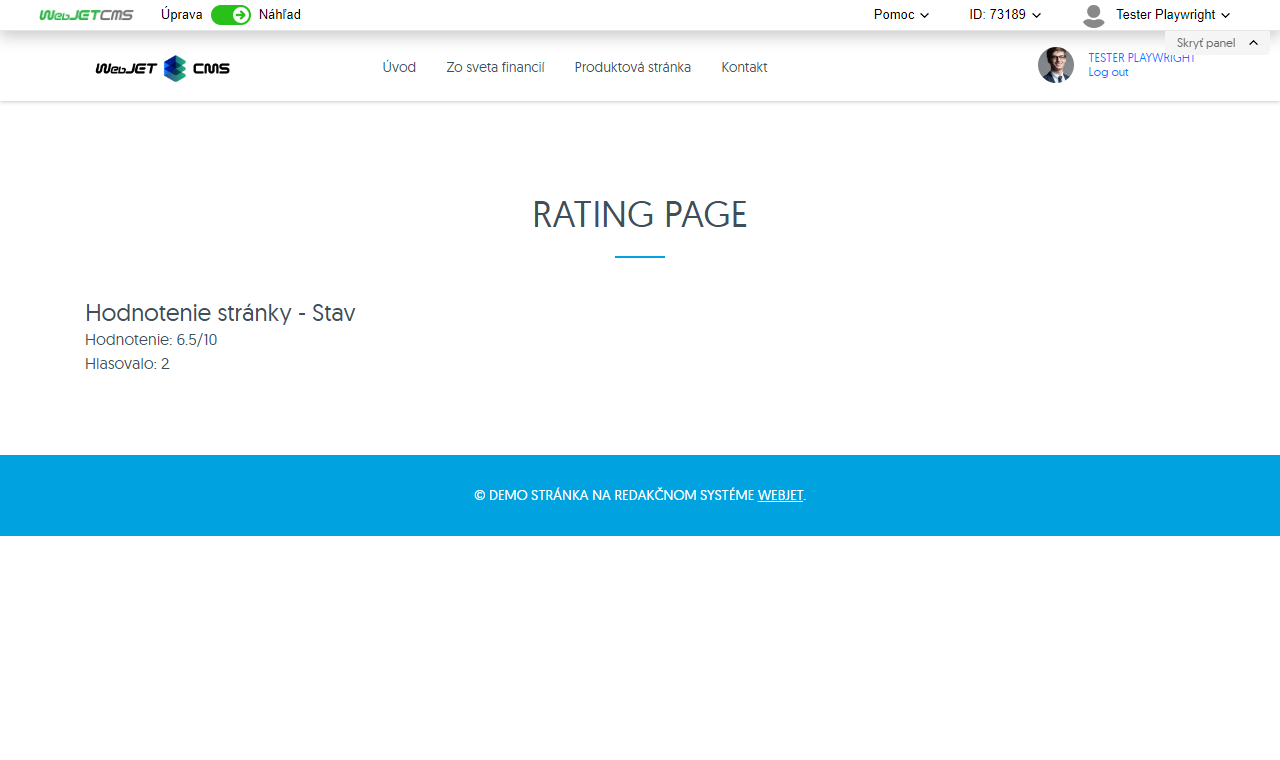 WebJETCMS Úprava Náhľad Pomoc ID: 73189 Tester Playwright
Skryť panel
WebJET CMS Úvod Zo sveta financií Produktová stránka Kontakt
TESTER PLAYWRIGHT
Log out
RATING PAGE
Hodnotenie stránky - Stav
Hodnotenie: 6.5/10
Hlasovalo: 2
© DEMO STRÁNKA NA REDAKČNOM SYSTÉME WEBJET.